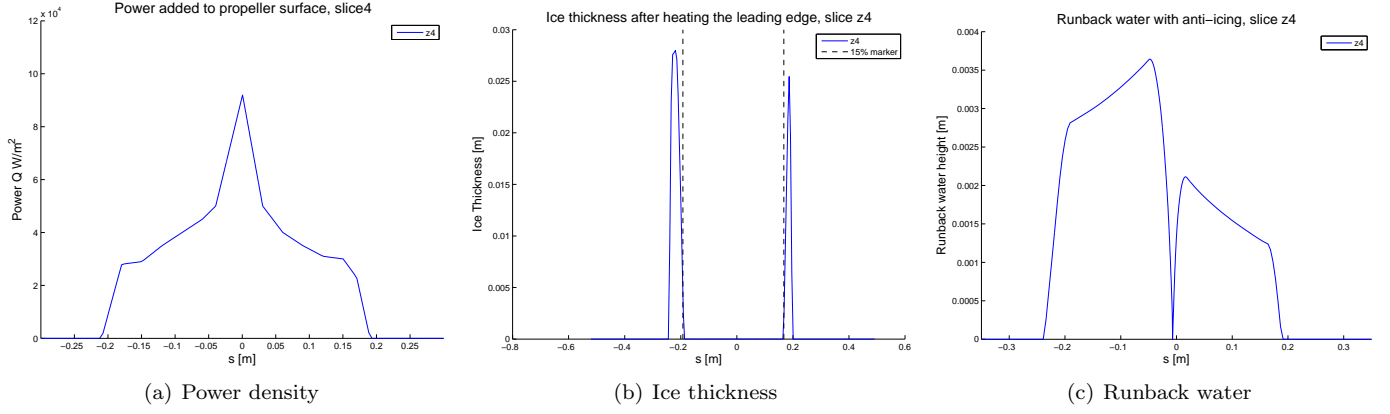 Power added to propeller surface, slice4
12
x 10⁴
z4
10
8
6
4
2
0
Power Q W/m²
−0.25
−0.2
−0.15
−0.1
−0.05
0
0.05
0.1
0.15
0.2
0.25
s [m]
(a) Power density
Ice thickness after heating the leading edge, slice z4
0.03
z4
15% marker
0.025
0.02
0.015
0.01
0.005
0
Ice Thickness [m]
−0.8
−0.6
−0.4
−0.2
0
0.2
0.4
0.6
s [m]
(b) Ice thickness
Runback water with anti-icing, slice z4
z4
0.0035
0.003
0.0025
0.002
0.0015
0.001
0.0005
0
Runback water height [m]
−0.3
−0.2
−0.1
0
0.1
0.2
0.3
s [m]
(c) Runback water